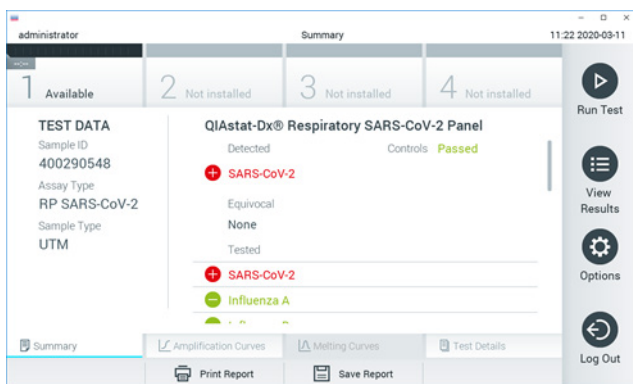 administrator
Summary
11:22 2020-03-11
1 Available
2 Not installed
3 Not installed
4 Not installed
Run Test
View
Results
Options
Log Out
TEST DATA
Sample ID
400290548
Assay Type
RP SARS-CoV-2
Sample Type
UTM
QIAstat-Dx® Respiratory SARS-CoV-2 Panel
Detected
Controls Passed
SARS-CoV-2
Equivocal
None
Tested
SARS-CoV-2
Influenza A
Summary
Amplification Curves
Melting Curves
Test Details
Print Report
Save Report